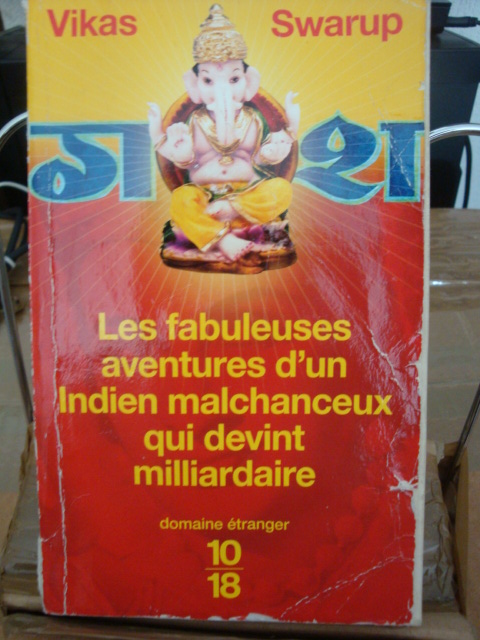 Vikas Swarup
श
Les fabuleuses
aventures d'un
Indien malchanceux
qui devint
milliardaire
domaine étranger
10
18